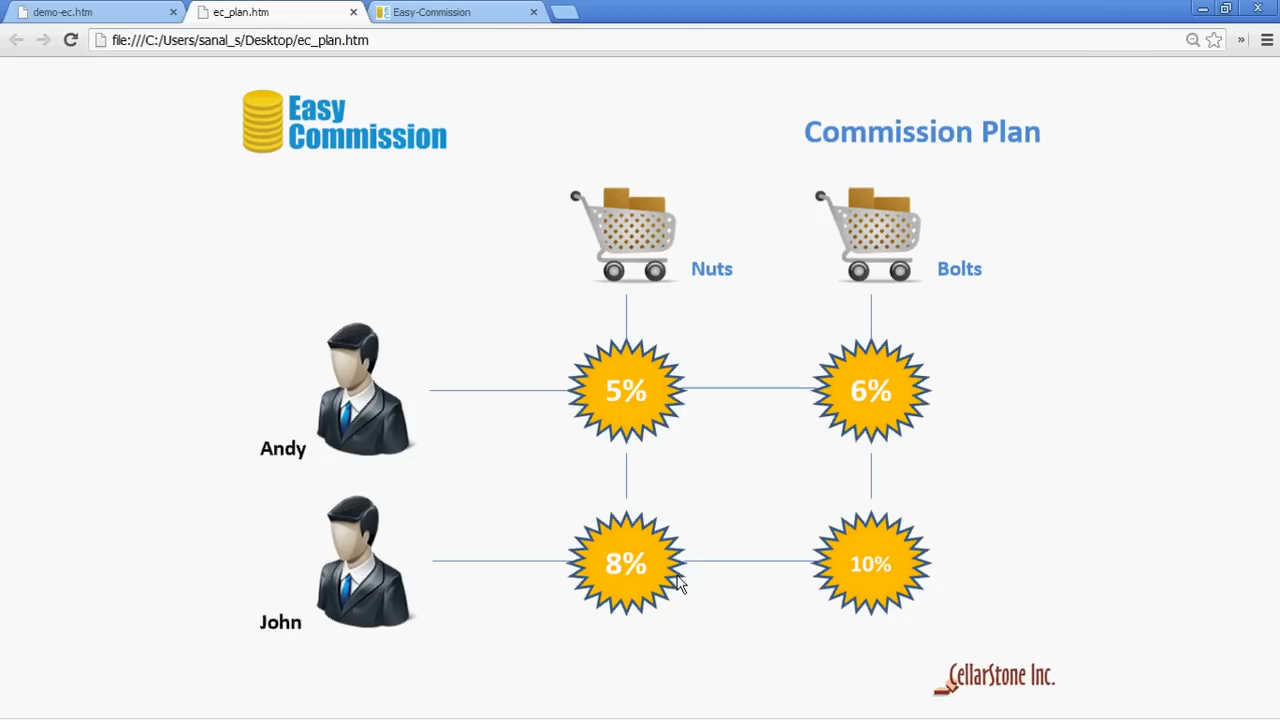 demo-ec.htm
ec_plan.htm
Easy-Commission
file:///C:/Users/sanal_s/Desktop/ec_plan.htm
Easy
Commission
Commission Plan
Nuts
Bolts
5%
6%
Andy
8%
10%
John
CellarStone Inc.